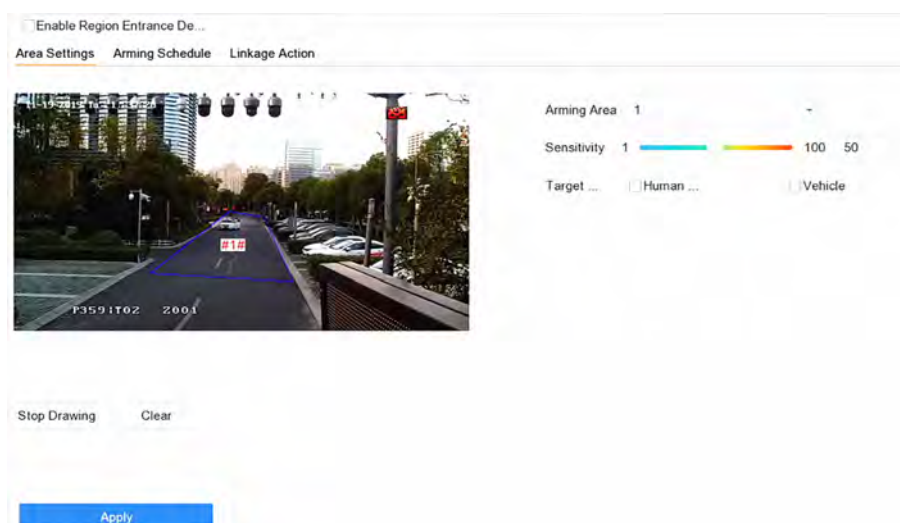 Enable Region Entrance De...
Area Settings Arming Schedule Linkage Action
Arming Area 1
Sensitivity 1 100 50
Target ... Human ... Vehicle
#1#
Stop Drawing Clear
Apply